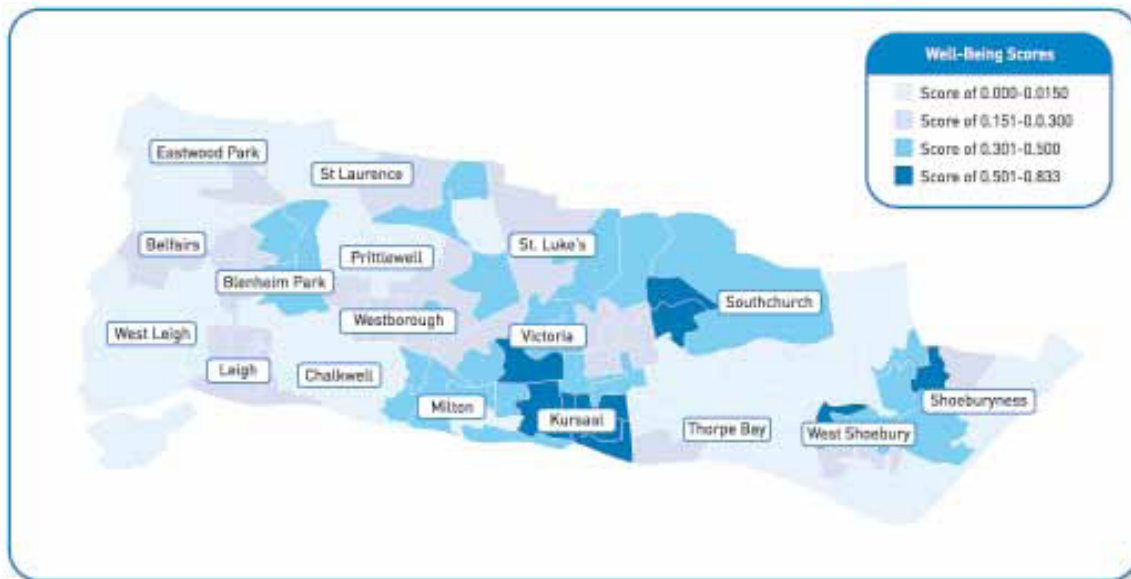 Well-Being Scores
Score of 0.000-0.0150
Score of 0.151-0.0.300
Score of 0.301-0.500
Score of 0.501-0.833
Eastwood Park
St Laurence
Belfairs
Prittlewell
St. Luke's
Blenheim Park
Southchurch
West Leigh
Westborough
Victoria
Leigh
Chalkwell
Milton
Kursaal
Thorpe Bay
West Shoebury
Shoeburyness